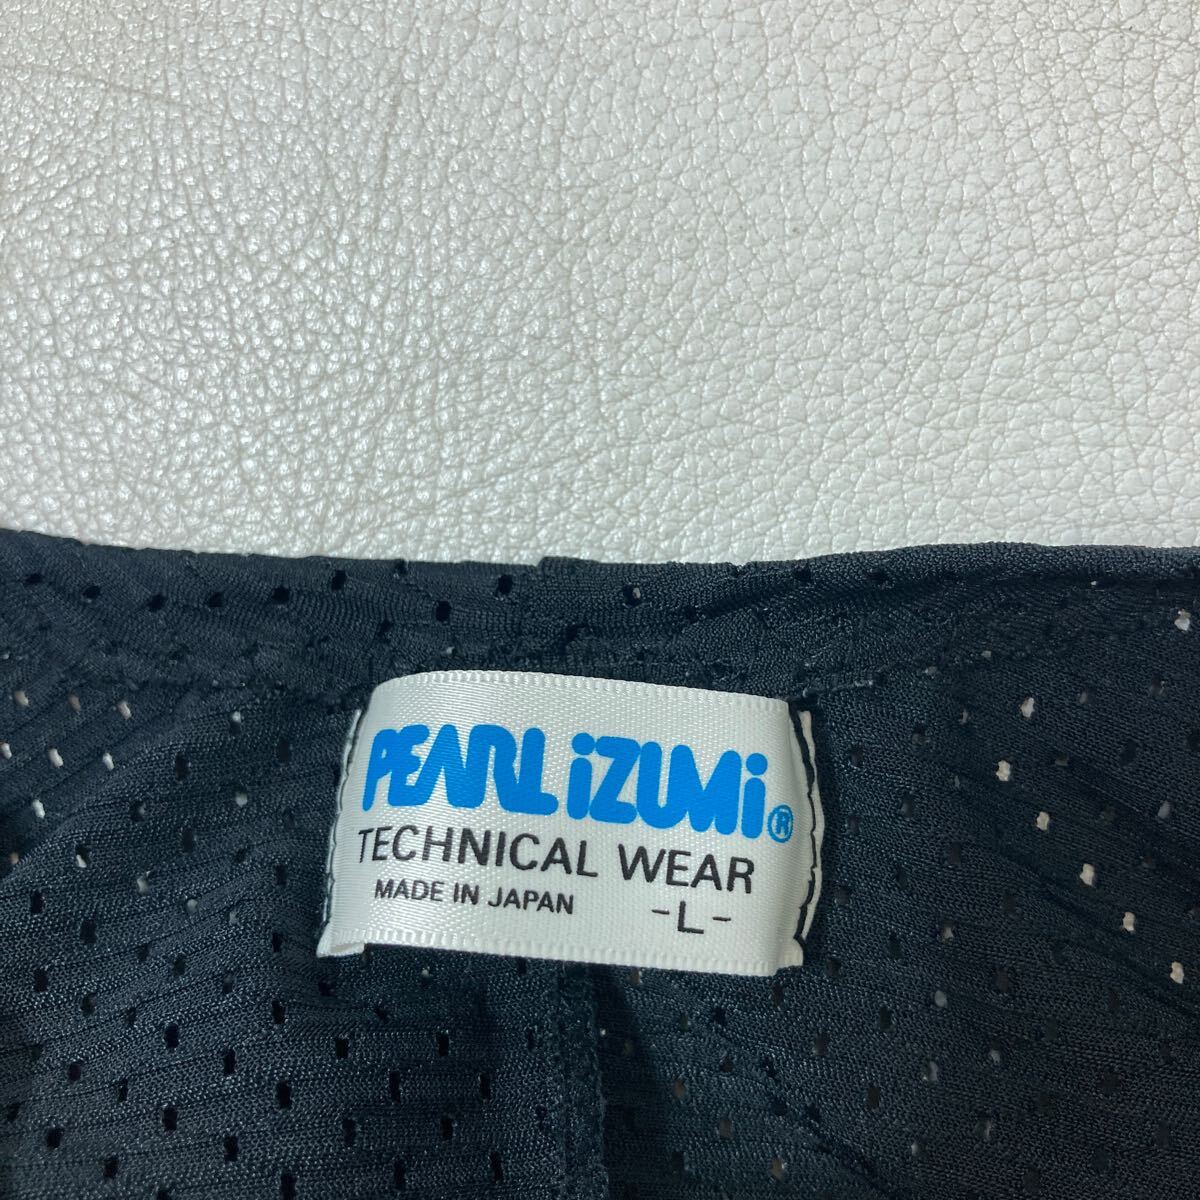 PEARL iZUMi®
TECHNICAL WEAR
MADE IN JAPAN -L-